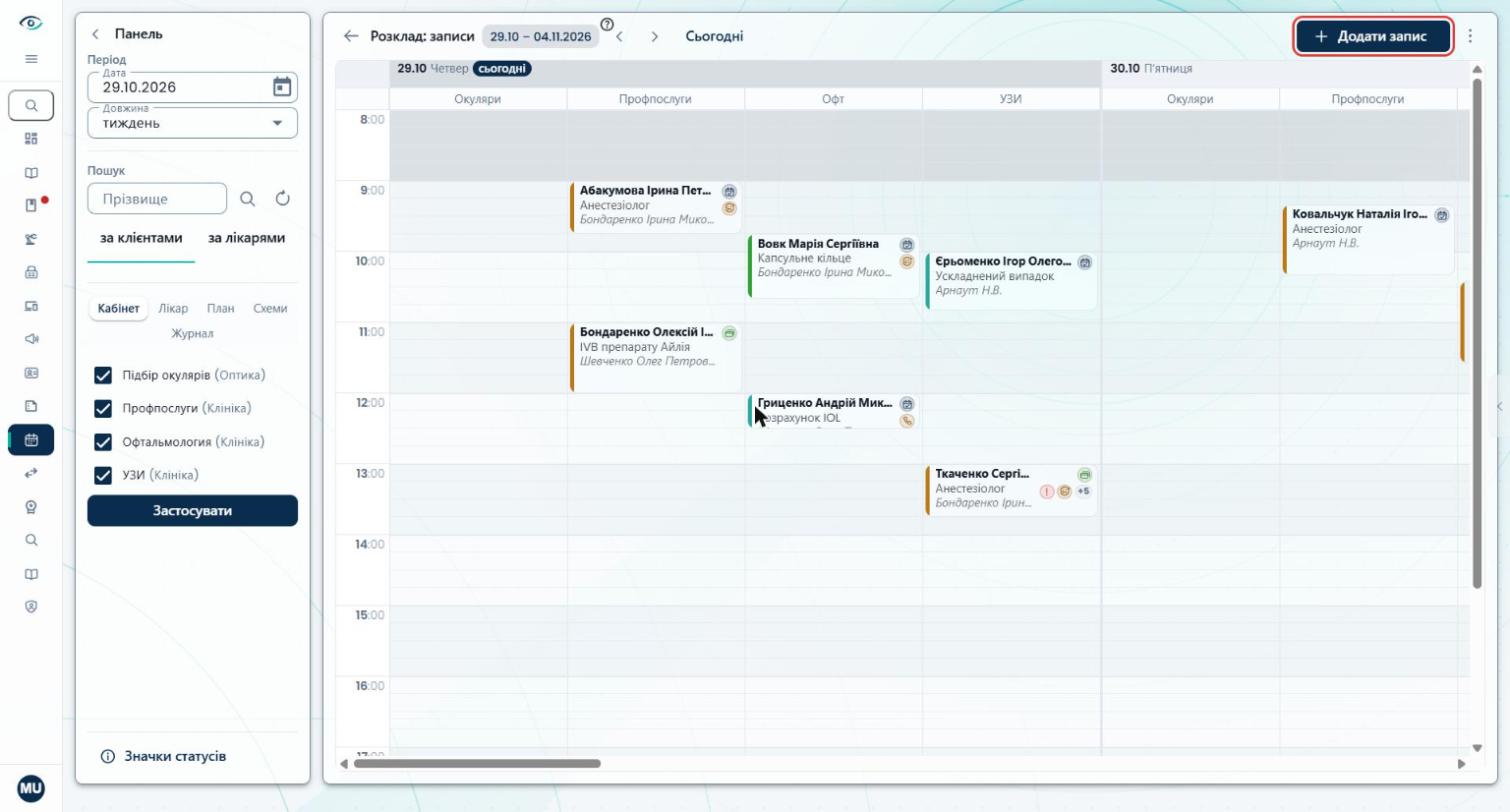 Панель
Період
Дата
29.10.2026
Довжина
тиждень
Пошук
Прізвище
за клієнтами за лікарями
Кабінет Лікар План Схеми
Журнал
Підбір окулярів (Оптика)
Профпослуги (Клініка)
Офтальмология (Клініка)
УЗИ (Клініка)
Застосувати
Значки статусів
MU
Розклад: записи 29.10 – 04.11.2026 ? Сьогодні
+ Додати запис
29.10 Четвер сьогодні 30.10 П'ятниця
Окуляри Профпослуги Офт УЗИ Окуляри Профпослуги
8:00
9:00
10:00
11:00
12:00
13:00
14:00
15:00
16:00
17:00
Абакумова Ірина Пет...
Анестезіолог
Бондаренко Ірина Мико...
Вовк Марія Сергіївна
Капсульне кільце
Бондаренко Ірина Мико...
Єрьоменко Ігор Олего...
Ускладнений випадок
Арнаут Н.В.
Ковальчук Наталія Іго...
Анестезіолог
Арнаут Н.В.
Бондаренко Олексій І...
IVB препарату Айлія
Шевченко Олег Петров...
Гриценко Андрій Мик...
озрахунок IOL
Ткаченко Сергі...
Анестезіолог
+5
Бондаренко Ірин...